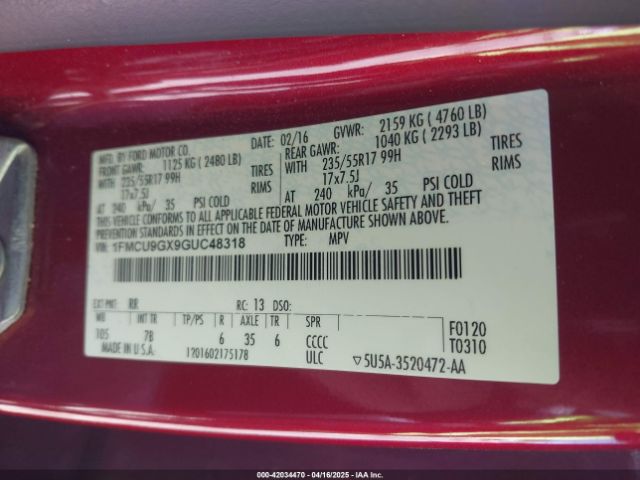 MFD. BY FORD MOTOR CO. DATE: 02/16 GVWR: 2159 KG ( 4760 LB)
FRONT GAWR: 1125 KG ( 2480 LB) REAR GAWR: 1040 KG ( 2293 LB)
WITH 235/55R17 99H TIRES WITH 235/55R17 99H TIRES
17x7.5J RIMS 17x7.5J RIMS
AT 240 kPa/ 35 PSI COLD AT 240 kPa/ 35 PSI COLD
THIS VEHICLE CONFORMS TO ALL APPLICABLE FEDERAL MOTOR VEHICLE SAFETY AND THEFT
PREVENTION STANDARDS IN EFFECT ON THE DATE OF MANUFACTURE SHOWN ABOVE.
VIN: 1FMCU9GX9GUC48318 TYPE: MPV
EXT PNT: RR RC: 13 DSO:
WB INT TR TP/PS R AXLE TR SPR F0120
105 7B 6 35 6 CCCC T0310
MADE IN U.S.A. 1201602175178 ULC ▽5U5A-3520472-AA
000-42034470 - 04/16/2025 - IAA Inc.